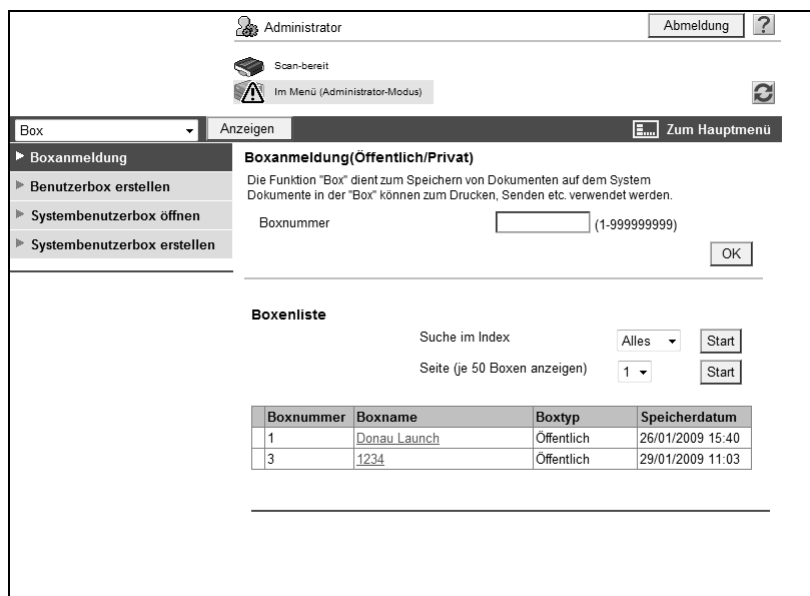 Administrator
Abmeldung
?
Scan-bereit
Im Menü (Administrator-Modus)
Box
Anzeigen
Zum Hauptmenü
Boxanmeldung
Benutzerbox erstellen
Systembenutzerbox öffnen
Systembenutzerbox erstellen
Boxanmeldung(Öffentlich/Privat)
Die Funktion "Box" dient zum Speichern von Dokumenten auf dem System
Dokumente in der "Box" können zum Drucken, Senden etc. verwendet werden.
Boxnummer (1-999999999)
OK
Boxenliste
Suche im Index Alles Start
Seite (je 50 Boxen anzeigen) 1 Start
Boxnummer Boxname Boxtyp Speicherdatum
1 Donau Launch Öffentlich 26/01/2009 15:40
3 1234 Öffentlich 29/01/2009 11:03